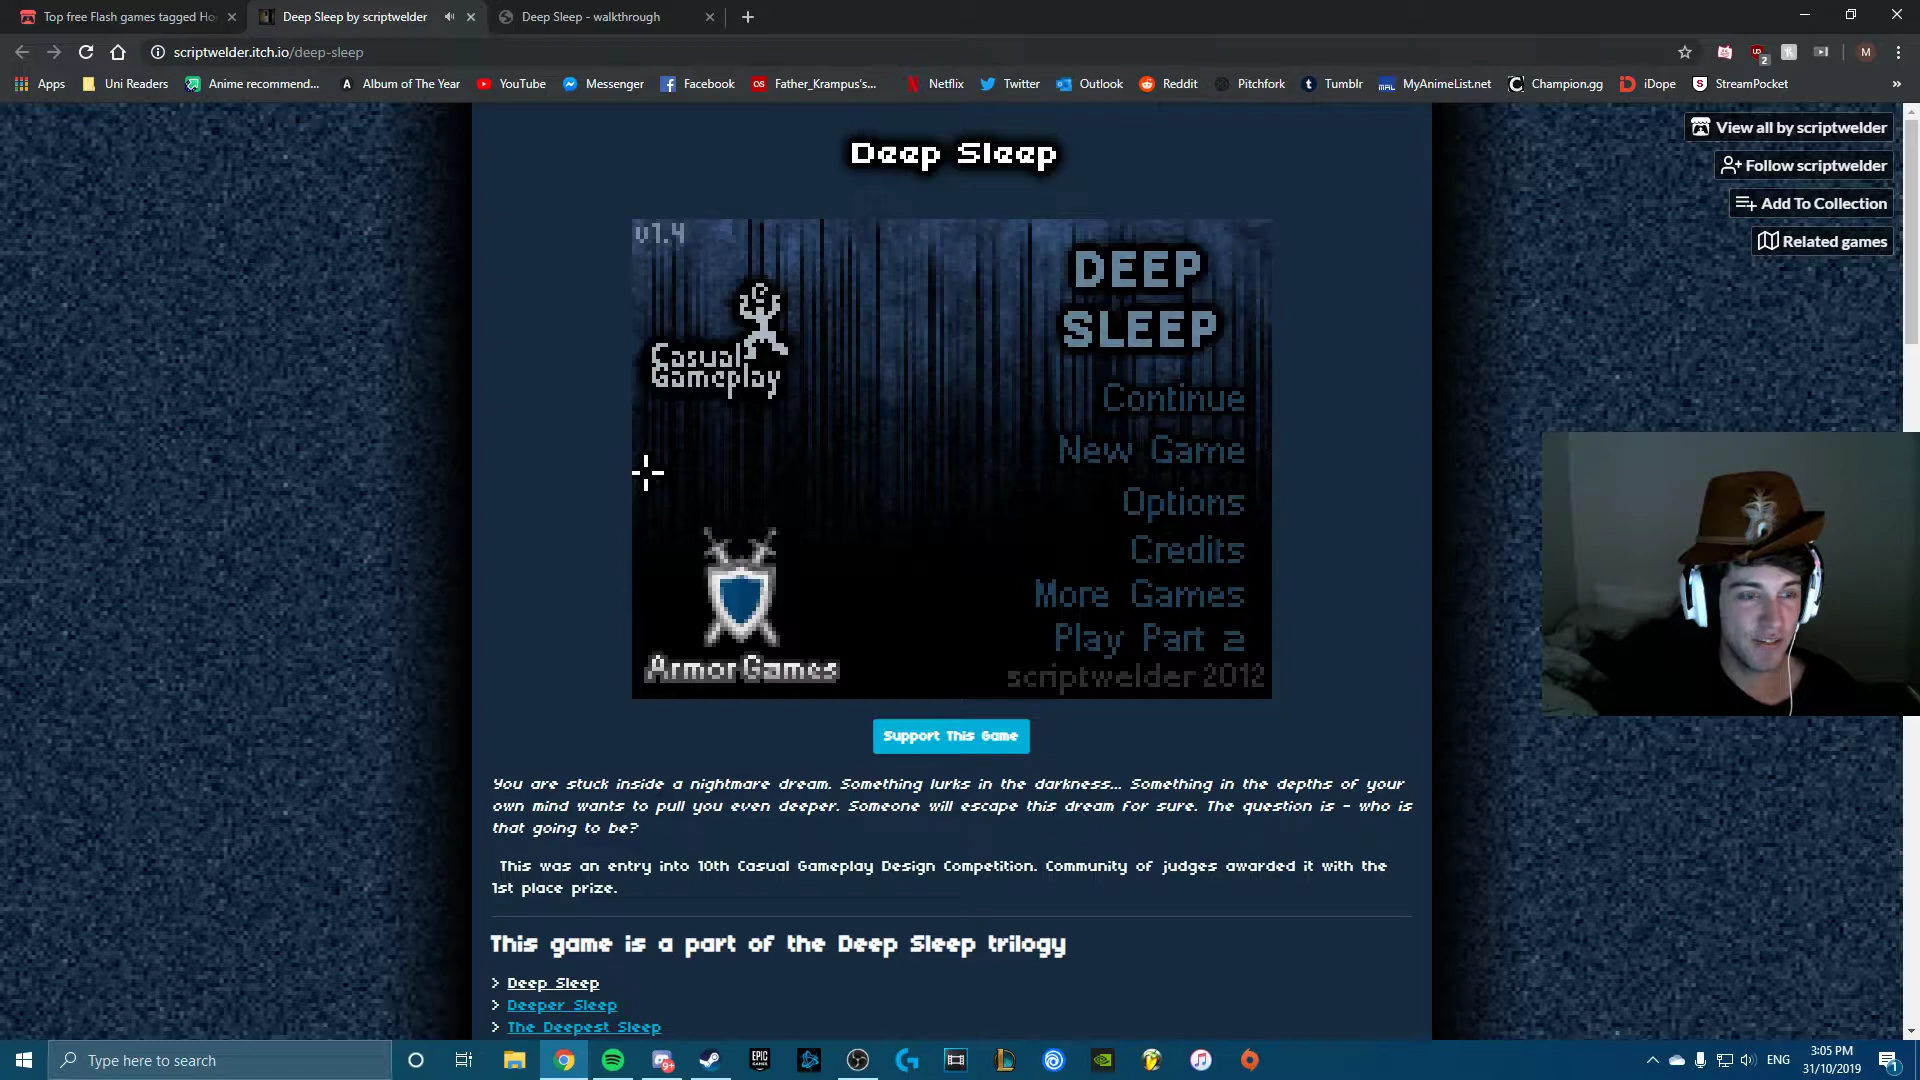 Top free Flash games tagged Ho
Deep Sleep by scriptwelder
Deep Sleep - walkthrough
scriptwelder.itch.io/deep-sleep
M
Apps
Uni Readers
Anime recommend...
Album of The Year
YouTube
Messenger
Facebook
Father_Krampus's...
Netflix
Twitter
Outlook
Reddit
Pitchfork
Tumblr
MyAnimeList.net
Champion.gg
iDope
StreamPocket
»
View all by scriptwelder
Follow scriptwelder
Add To Collection
Related games
Deep Sleep
v1.4
Casual
Gameplay
DEEP
SLEEP
Continue
New Game
Options
Credits
More Games
Play Part 2
scriptwelder 2012
ArmorGames
Support This Game
You are stuck inside a nightmare dream. Something lurks in the darkness... Something in the depths of your
own mind wants to pull you even deeper. Someone will escape this dream for sure. The question is - who is
that going to be?
This was an entry into 10th Casual Gameplay Design Competition. Community of judges awarded it with the
1st place prize.
This game is a part of the Deep Sleep trilogy
> Deep Sleep
> Deeper Sleep
> The Deepest Sleep
Type here to search
ENG
3:05 PM
31/10/2019